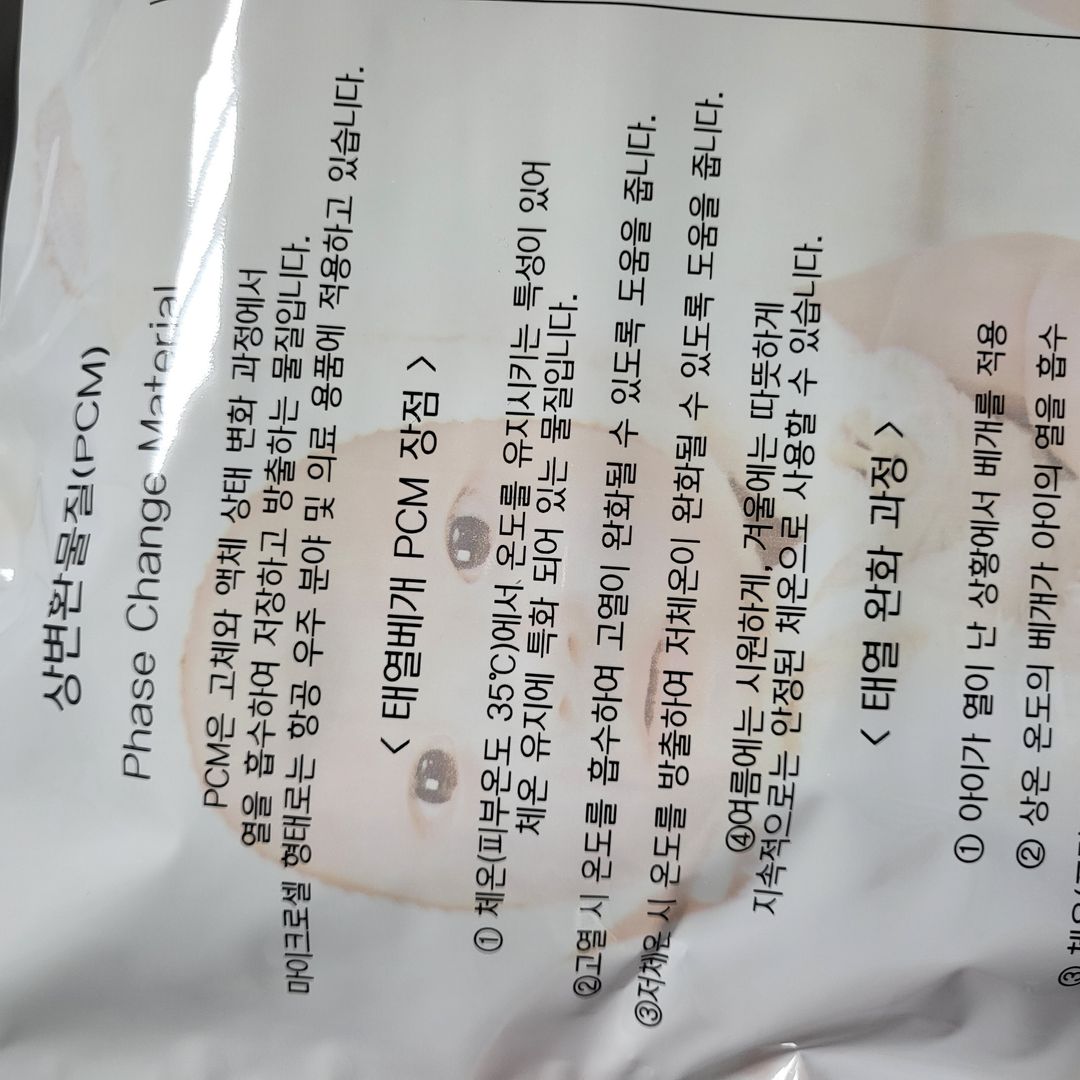 상변환물질(PCM)
Phase Change Material
PCM은 고체와 액체 상태 변화 과정에서
열을 흡수하여 저장하고 방출하는 물질입니다.
마이크로셀 형태로는 항공 우주 분야 및 의료 용품에 적용하고 있습니다.
< 태열베개 PCM 장점 >
① 체온(피부온도 35℃)에서 온도를 유지시키는 특성이 있어
체온 유지에 특화 되어 있는 물질입니다.
②고열 시 온도를 흡수하여 고열이 완화될 수 있도록 도움을 줍니다.
③저체온 시 온도를 방출하여 저체온이 완화될 수 있도록 도움을 줍니다.
④여름에는 시원하게, 겨울에는 따뜻하게
지속적으로는 안정된 체온으로 사용할 수 있습니다.
< 태열 완화 과정 >
① 아이가 열이 난 상황에서 베개를 적용
② 상온 온도의 베개가 아이의 열을 흡수
③